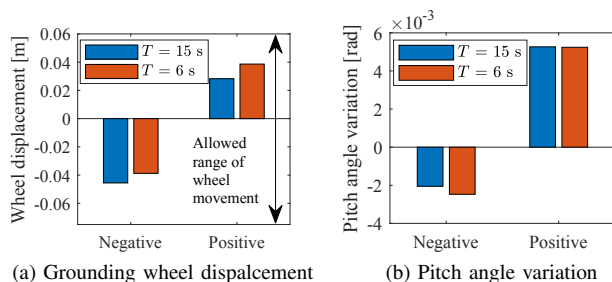 Wheel displacement [m]
0.06
0.04
0.02
0
-0.02
-0.04
-0.06
T = 15 s
T = 6 s
Allowed
range of
wheel
movement
Negative Positive
(a) Grounding wheel dispalcement
Pitch angle variation [rad]
×10⁻³
6
4
2
0
-2
-4
T = 15 s
T = 6 s
Negative Positive
(b) Pitch angle variation